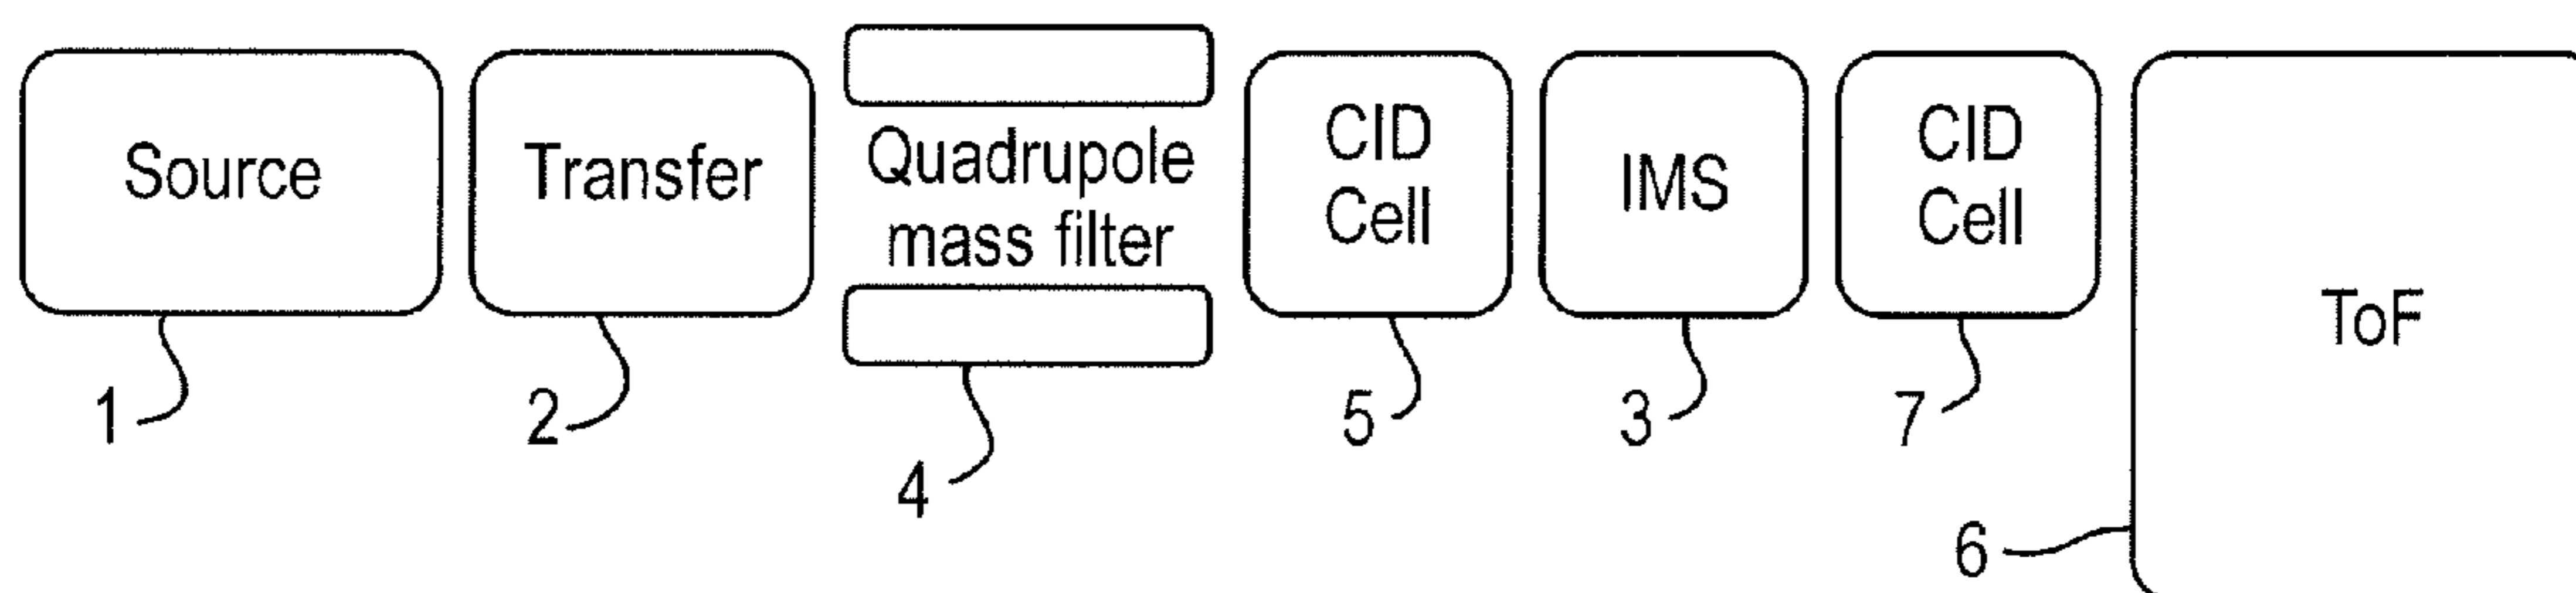 Source
Transfer
Quadrupole
mass filter
CID
Cell
IMS
CID
Cell
ToF
1
2
4
5
3
7
6